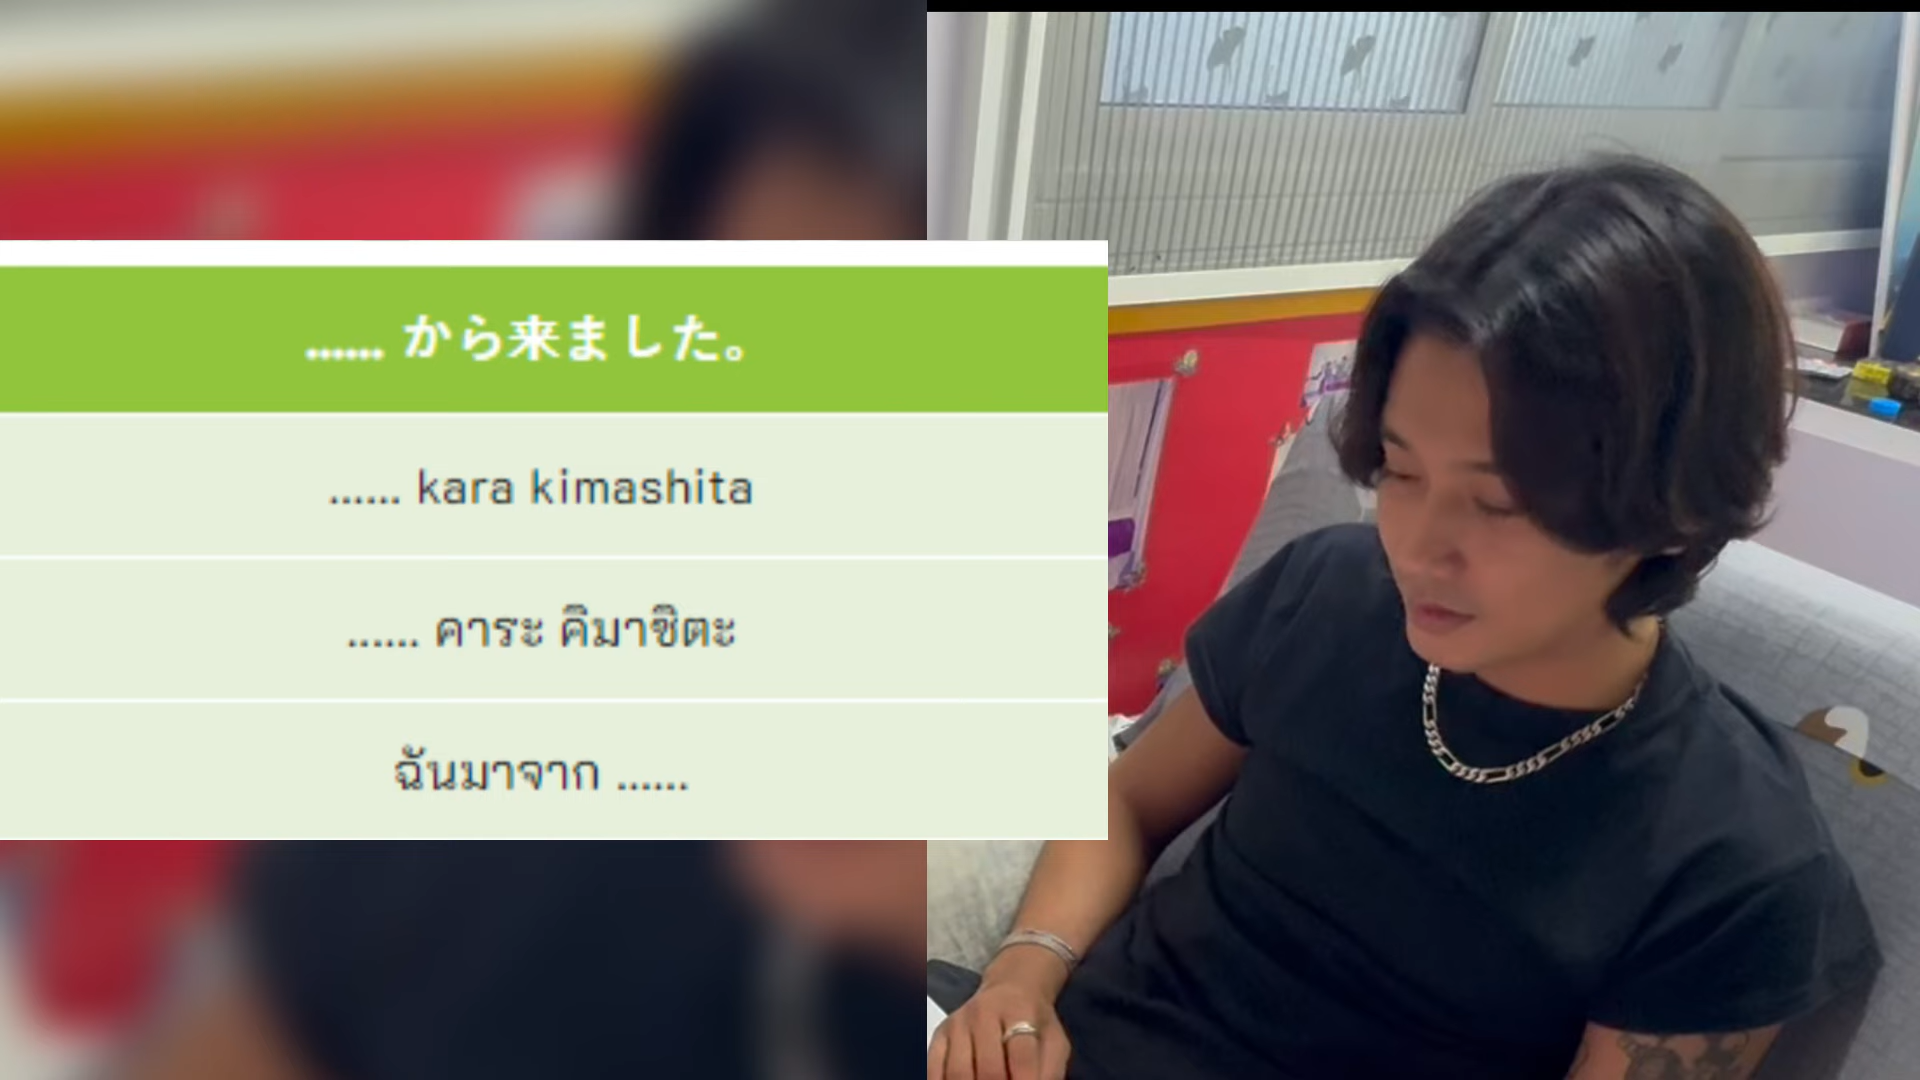 ...... から来ました。
...... kara kimashita
...... คาระ คิมาชิตะ
ฉันมาจาก ......